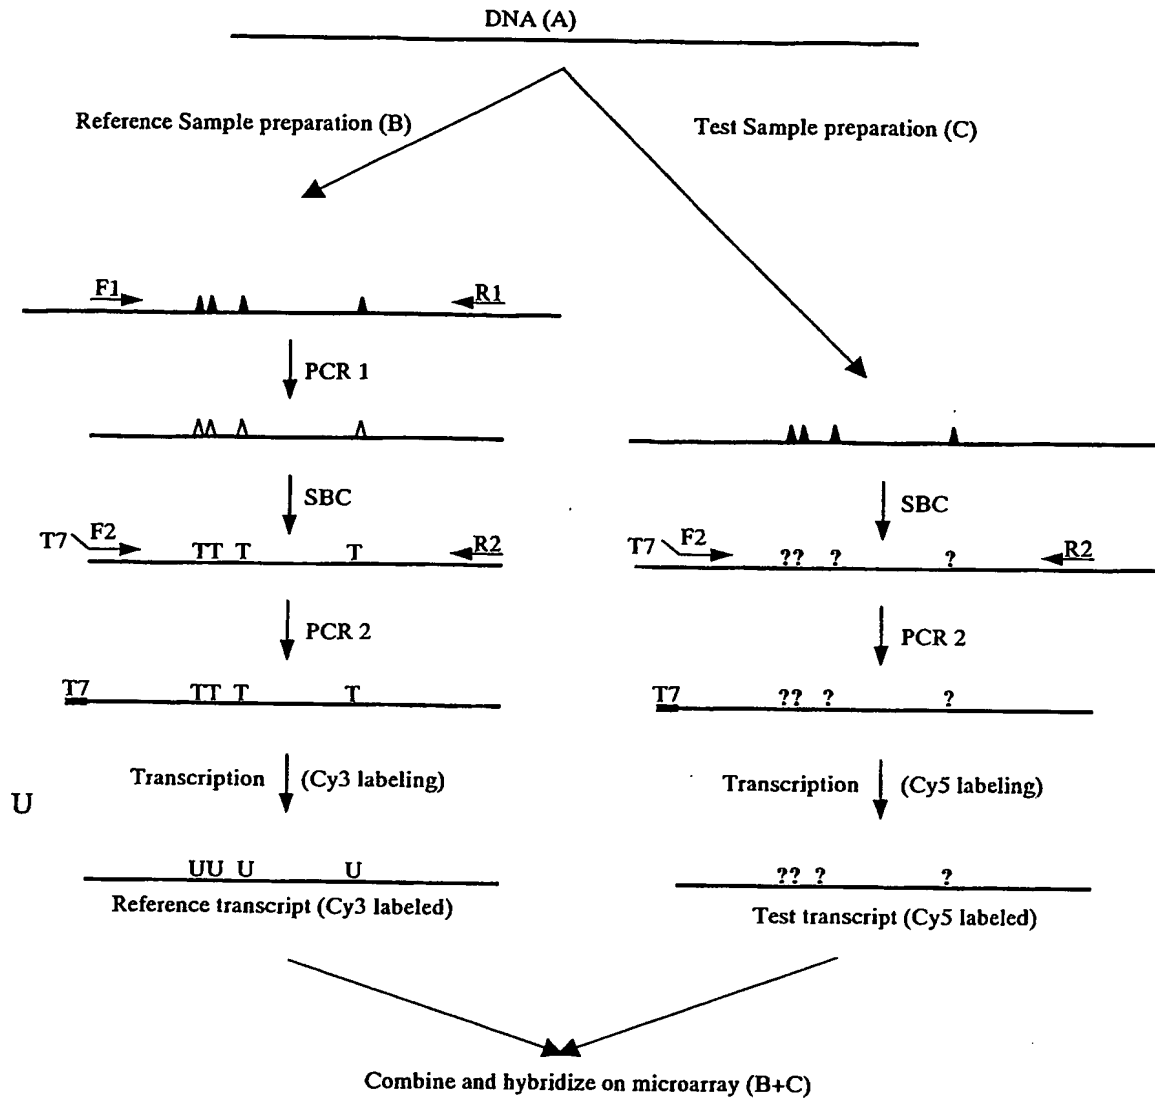 DNA (A)
Reference Sample preparation (B)
Test Sample preparation (C)
F1
R1
PCR 1
SBC
SBC
T7 F2 TT T T R2
T7 F2 ?? ? ? R2
PCR 2
PCR 2
T7 TT T T
T7 ?? ? ?
Transcription (Cy3 labeling)
Transcription (Cy5 labeling)
U
UU U U
?? ? ?
Reference transcript (Cy3 labeled)
Test transcript (Cy5 labeled)
Combine and hybridize on microarray (B+C)